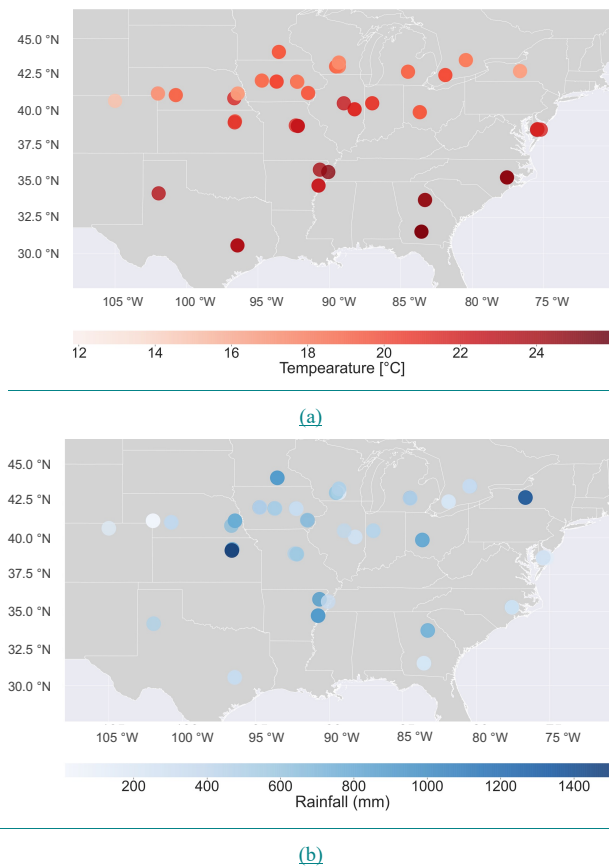 45.0 °N
42.5 °N
40.0 °N
37.5 °N
35.0 °N
32.5 °N
30.0 °N
105 °W 100 °W 95 °W 90 °W 85 °W 80 °W 75 °W
12 14 16 18 20 22 24
Tempearature [°C]
(a)
45.0 °N
42.5 °N
40.0 °N
37.5 °N
35.0 °N
32.5 °N
30.0 °N
105 °W 100 °W 95 °W 90 °W 85 °W 80 °W 75 °W
200 400 600 800 1000 1200 1400
Rainfall (mm)
(b)